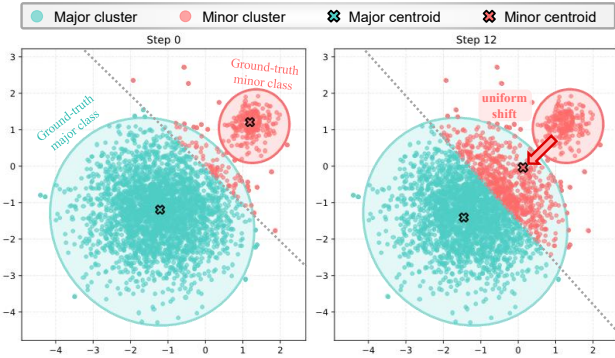 Major cluster Minor cluster Major centroid Minor centroid
Step 0
Step 12
Ground-truth
minor class
Ground-truth
major class
uniform
shift
3
2
1
0
−1
−2
−3
−4
−4 −2 −1 0 1 2
3
2
1
0
−1
−2
−3
−4
−4 −2 −1 0 1 2